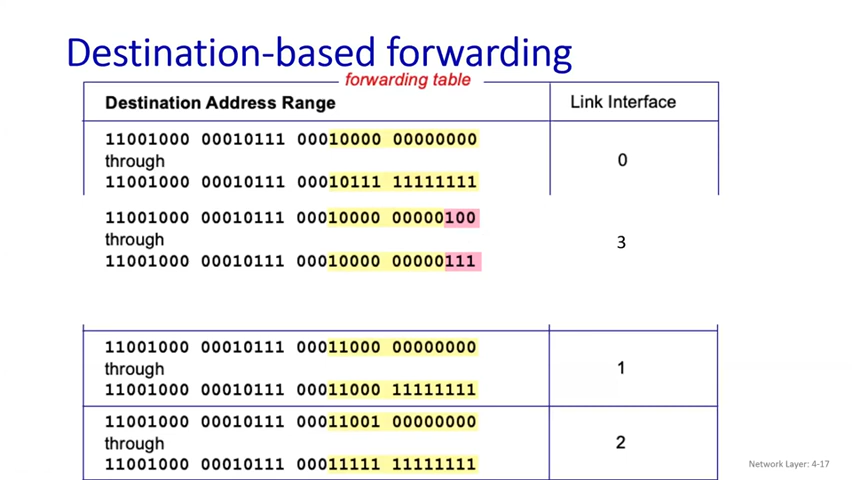 Destination-based forwarding
forwarding table
Destination Address Range Link Interface
11001000 00010111 00010000 00000000
through 0
11001000 00010111 00010111 11111111
11001000 00010111 00010000 00000100
through 3
11001000 00010111 00010000 00000111
11001000 00010111 00011000 00000000
through 1
11001000 00010111 00011000 11111111
11001000 00010111 00011001 00000000
through 2
11001000 00010111 00011111 11111111
Network Layer: 4-17